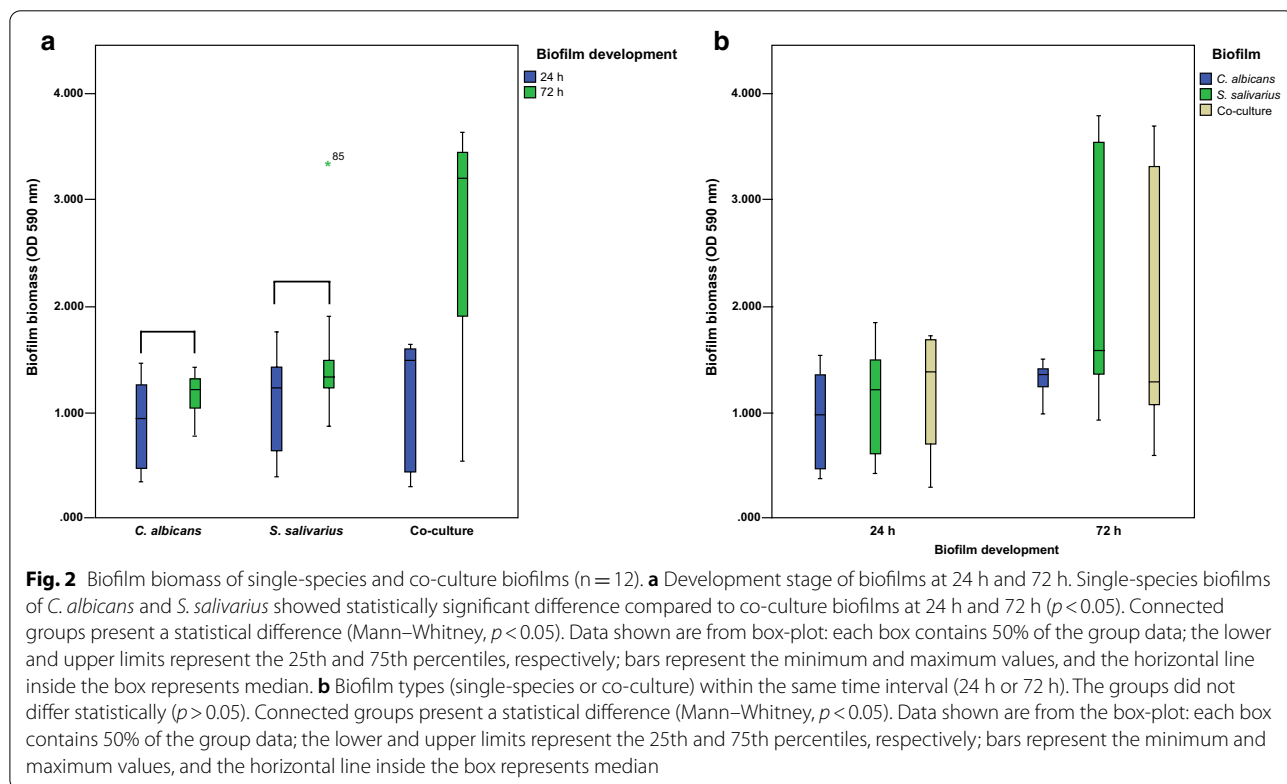 a
Biofilm development
24 h
72 h
Biofilm biomass (OD 590 nm)
4.000
3.000
2.000
1.000
.000
*85
C. albicans
S. salivarius
Co-culture
b
Biofilm
C. albicans
S. salivarius
Co-culture
Biofilm biomass (OD 590 nm)
4.000
3.000
2.000
1.000
.000
24 h
72 h
Biofilm development
Fig. 2 Biofilm biomass of single-species and co-culture biofilms (n = 12). a Development stage of biofilms at 24 h and 72 h. Single-species biofilms
of C. albicans and S. salivarius showed statistically significant difference compared to co-culture biofilms at 24 h and 72 h (p < 0.05). Connected
groups present a statistical difference (Mann–Whitney, p < 0.05). Data shown are from box-plot: each box contains 50% of the group data; the lower
and upper limits represent the 25th and 75th percentiles, respectively; bars represent the minimum and maximum values, and the horizontal line
inside the box represents median. b Biofilm types (single-species or co-culture) within the same time interval (24 h or 72 h). The groups did not
differ statistically (p > 0.05). Connected groups present a statistical difference (Mann–Whitney, p < 0.05). Data shown are from the box-plot: each box
contains 50% of the group data; the lower and upper limits represent the 25th and 75th percentiles, respectively; bars represent the minimum and
maximum values, and the horizontal line inside the box represents median